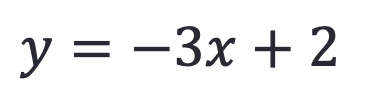 y = −3x + 2